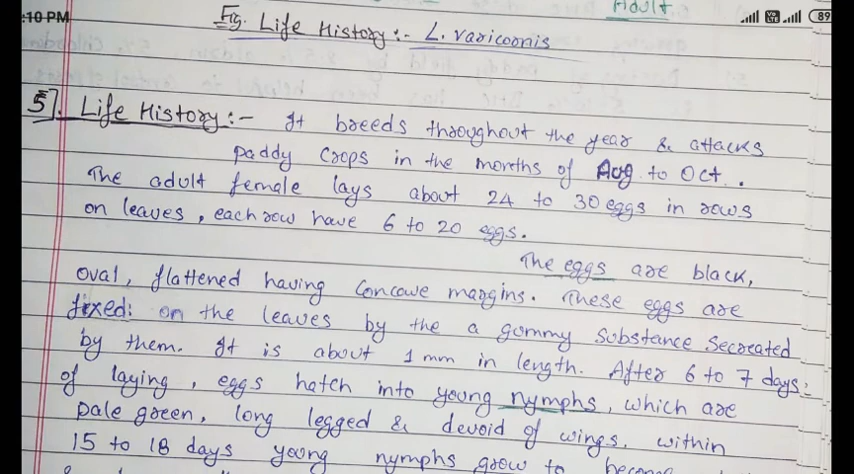 Adult
:10 PM
89
Fig. Life History :- L. varicornis
5]. Life History :- It breeds throughout the year & attacks
paddy crops in the months of Aug to Oct.
The adult female lays about 24 to 30 eggs in rows
on leaves, each row have 6 to 20 eggs.
The eggs are black,
oval, flattened having concave margins. These eggs are
fixed on the leaves by the a gummy substance secreated
by them. It is about 1 mm in length. After 6 to 7 days
of laying, eggs hatch into young nymphs, which are
pale green, long legged & devoid of wings. within
15 to 18 days young nymphs grow to become